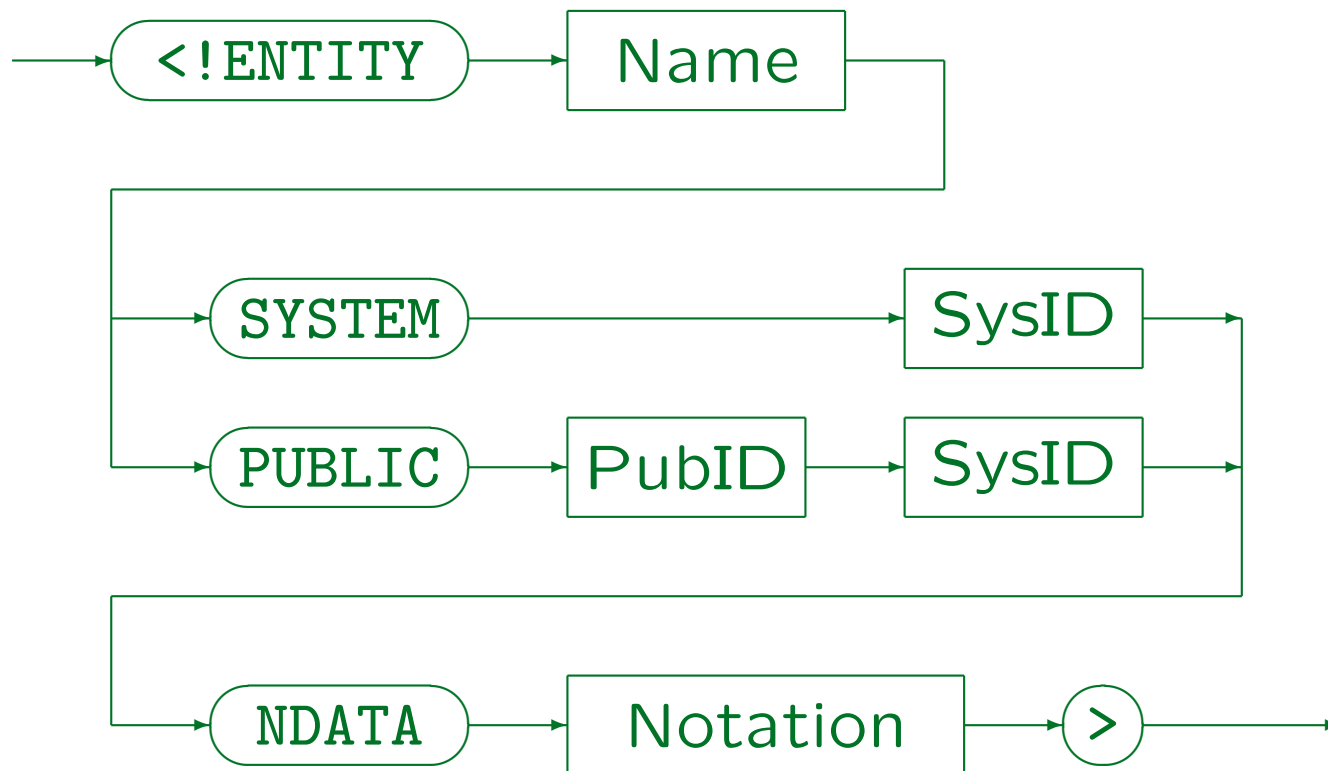 <!ENTITY Name
SYSTEM SysID
PUBLIC PubID SysID
NDATA Notation >